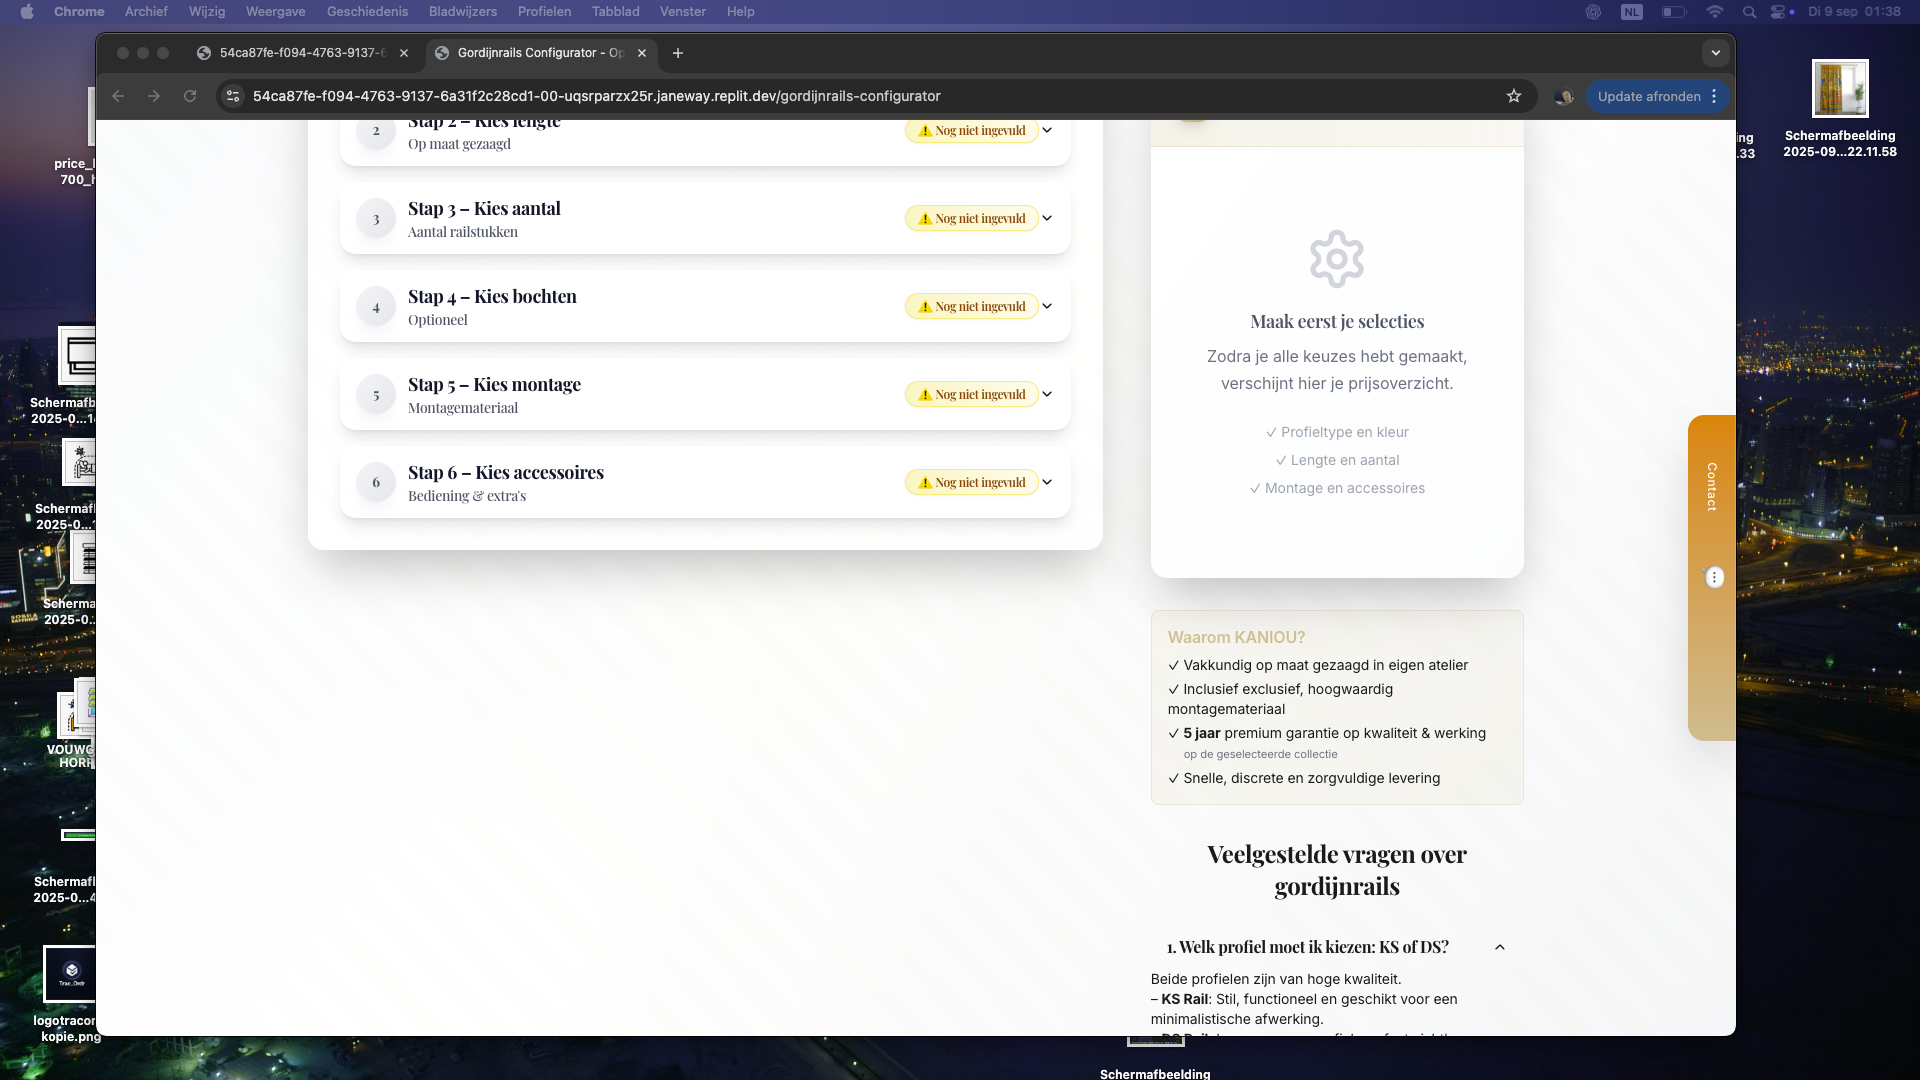 Chrome Archief Wijzig Weergave Geschiedenis Bladwijzers Profielen Tabblad Venster Help
NL Di 9 sep 01:38
54ca87fe-f094-4763-9137-6
Gordijnrails Configurator - Op
54ca87fe-f094-4763-9137-6a31f2c28cd1-00-uqsrparzx25r.janeway.replit.dev/gordijnrails-configurator
Update afronden
2
Stap 2 – Kies lengte
Op maat gezaagd
Nog niet ingevuld
3
Stap 3 – Kies aantal
Aantal railstukken
Nog niet ingevuld
4
Stap 4 – Kies bochten
Optioneel
Nog niet ingevuld
5
Stap 5 – Kies montage
Montagemateriaal
Nog niet ingevuld
6
Stap 6 – Kies accessoires
Bediening & extra's
Nog niet ingevuld
Maak eerst je selecties
Zodra je alle keuzes hebt gemaakt,
verschijnt hier je prijsoverzicht.
✓ Profieltype en kleur
✓ Lengte en aantal
✓ Montage en accessoires
Waarom KANIOU?
✓ Vakkundig op maat gezaagd in eigen atelier
✓ Inclusief exclusief, hoogwaardig
montagemateriaal
✓ 5 jaar premium garantie op kwaliteit & werking
op de geselecteerde collectie
✓ Snelle, discrete en zorgvuldige levering
Veelgestelde vragen over
gordijnrails
1. Welk profiel moet ik kiezen: KS of DS?
Beide profielen zijn van hoge kwaliteit.
– KS Rail: Stil, functioneel en geschikt voor een
minimalistische afwerking.
Contact
price_l
700_h
Schermafb
2025-0...1
Schermaf
2025-0...
Scherma
2025-0..
VOUWG
HORR
Schermaf
2025-0...4
logotracor
kopie.png
ing
.33
Schermafbeelding
2025-09...22.11.58
Schermafbeelding